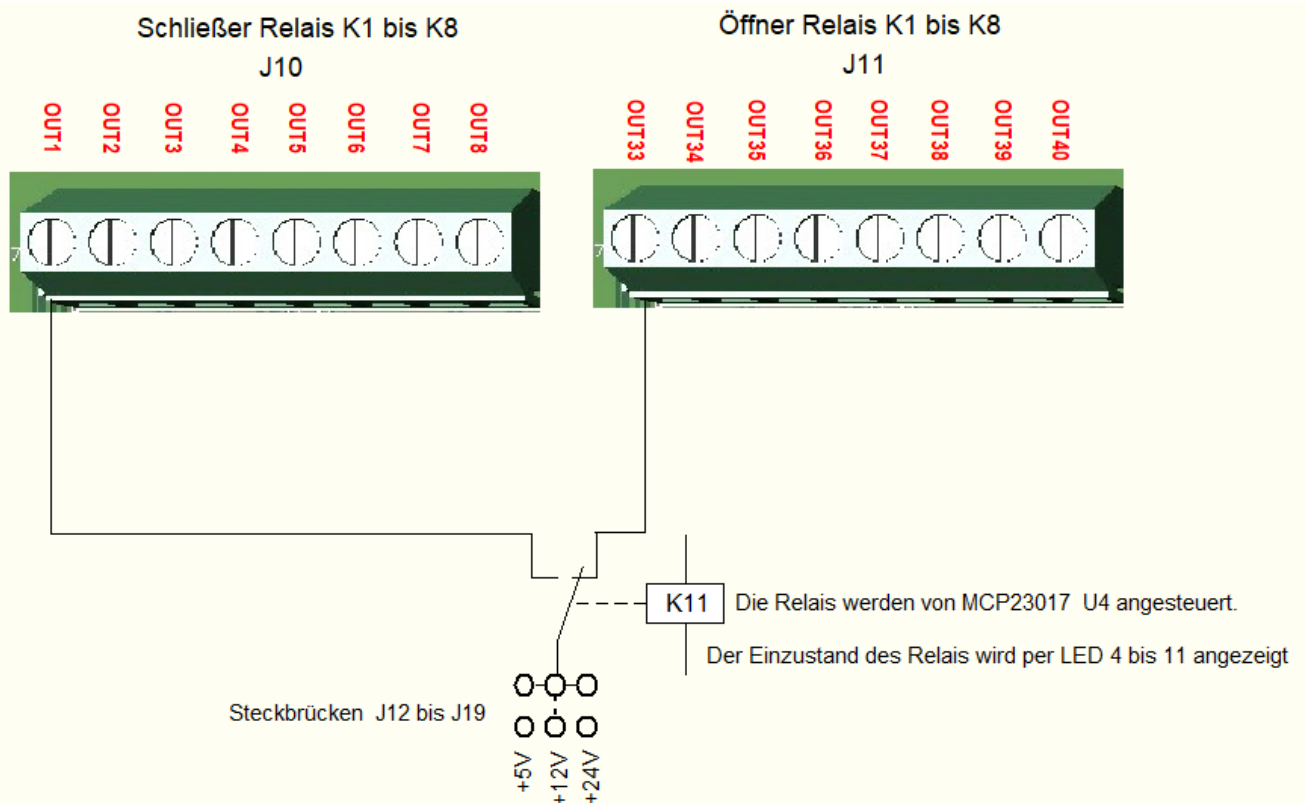 Schließer Relais K1 bis K8
J10
OUT1
OUT2
OUT3
OUT4
OUT5
OUT6
OUT7
OUT8
7
Öffner Relais K1 bis K8
J11
OUT33
OUT34
OUT35
OUT36
OUT37
OUT38
OUT39
OUT40
7
K11
Die Relais werden von MCP23017 U4 angesteuert.
Der Einzustand des Relais wird per LED 4 bis 11 angezeigt
Steckbrücken J12 bis J19
+5V
+12V
+24V